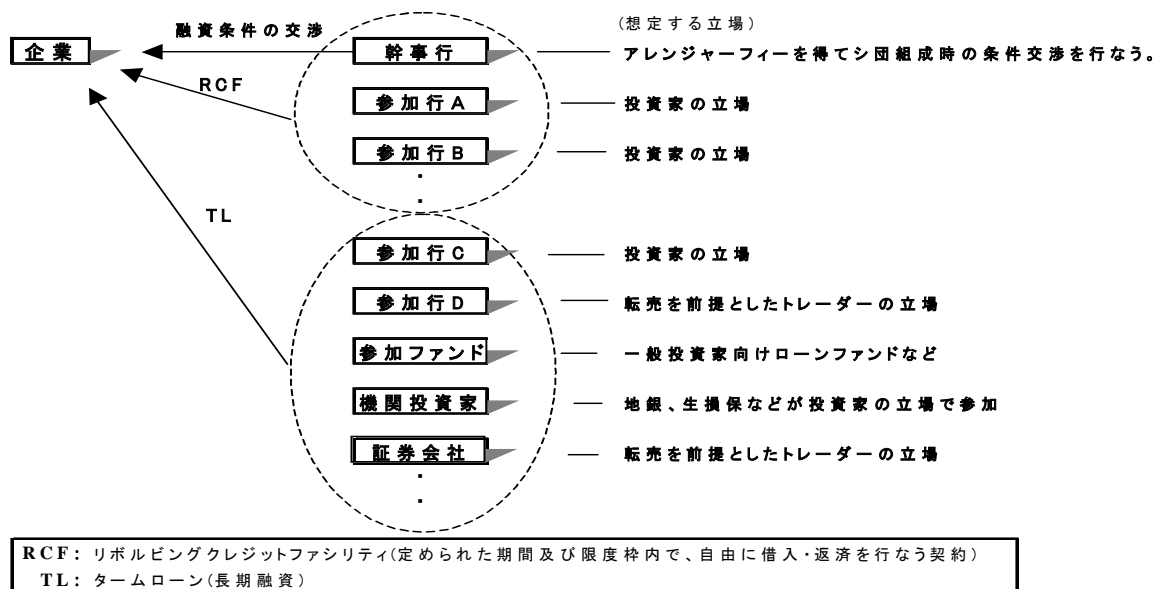 (想定する立場)
融資条件の交渉
企業
幹事行
アレンジャーフィーを得てシ団組成時の条件交渉を行なう。
RCF
参加行A
投資家の立場
参加行B
投資家の立場
TL
参加行C
投資家の立場
参加行D
転売を前提としたトレーダーの立場
参加ファンド
一般投資家向けローンファンドなど
機関投資家
地銀、生損保などが投資家の立場で参加
証券会社
転売を前提としたトレーダーの立場
RCF: リボルビングクレジットファシリティ(定められた期間及び限度枠内で、自由に借入・返済を行なう契約)
TL: タームローン(長期融資)